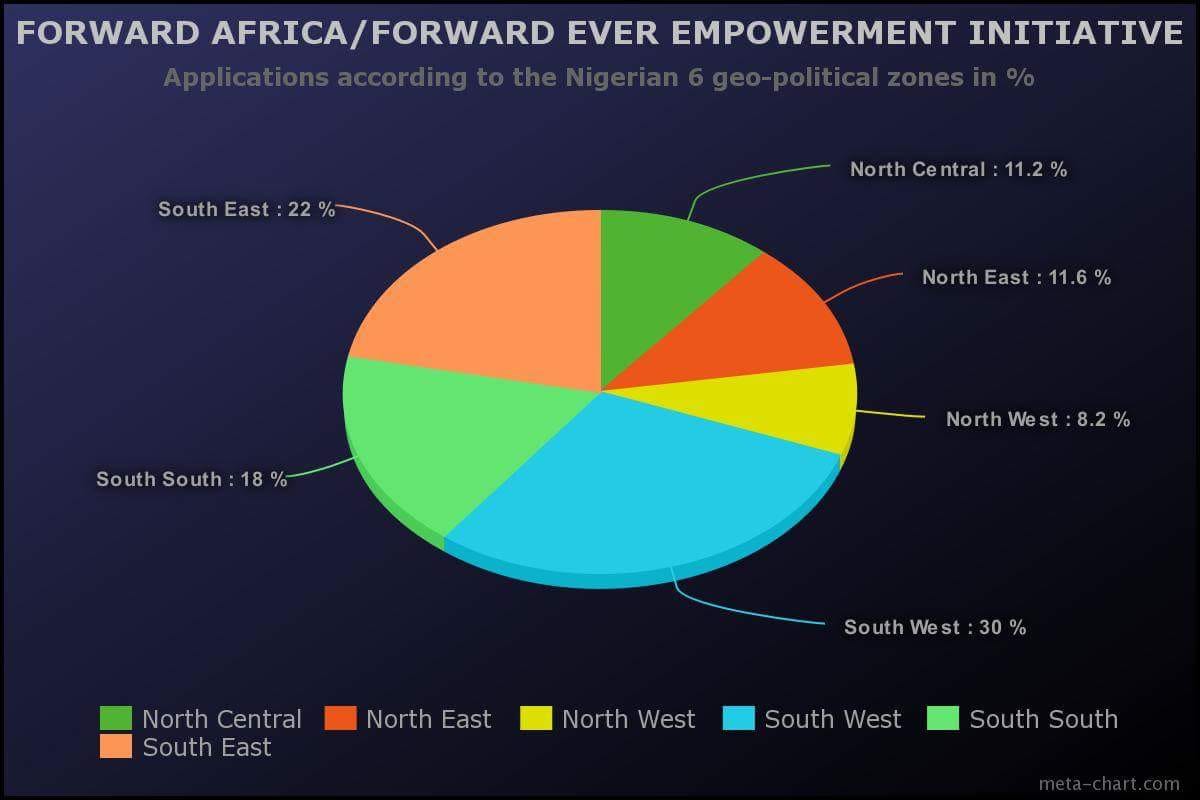 FORWARD AFRICA/FORWARD EVER EMPOWERMENT INITIATIVE
Applications according to the Nigerian 6 geo-political zones in %
North Central : 11.2 %
South East : 22 %
North East : 11.6 %
North West : 8.2 %
South South : 18 %
South West : 30 %
North Central North East North West South West South South
South East
meta-chart.com